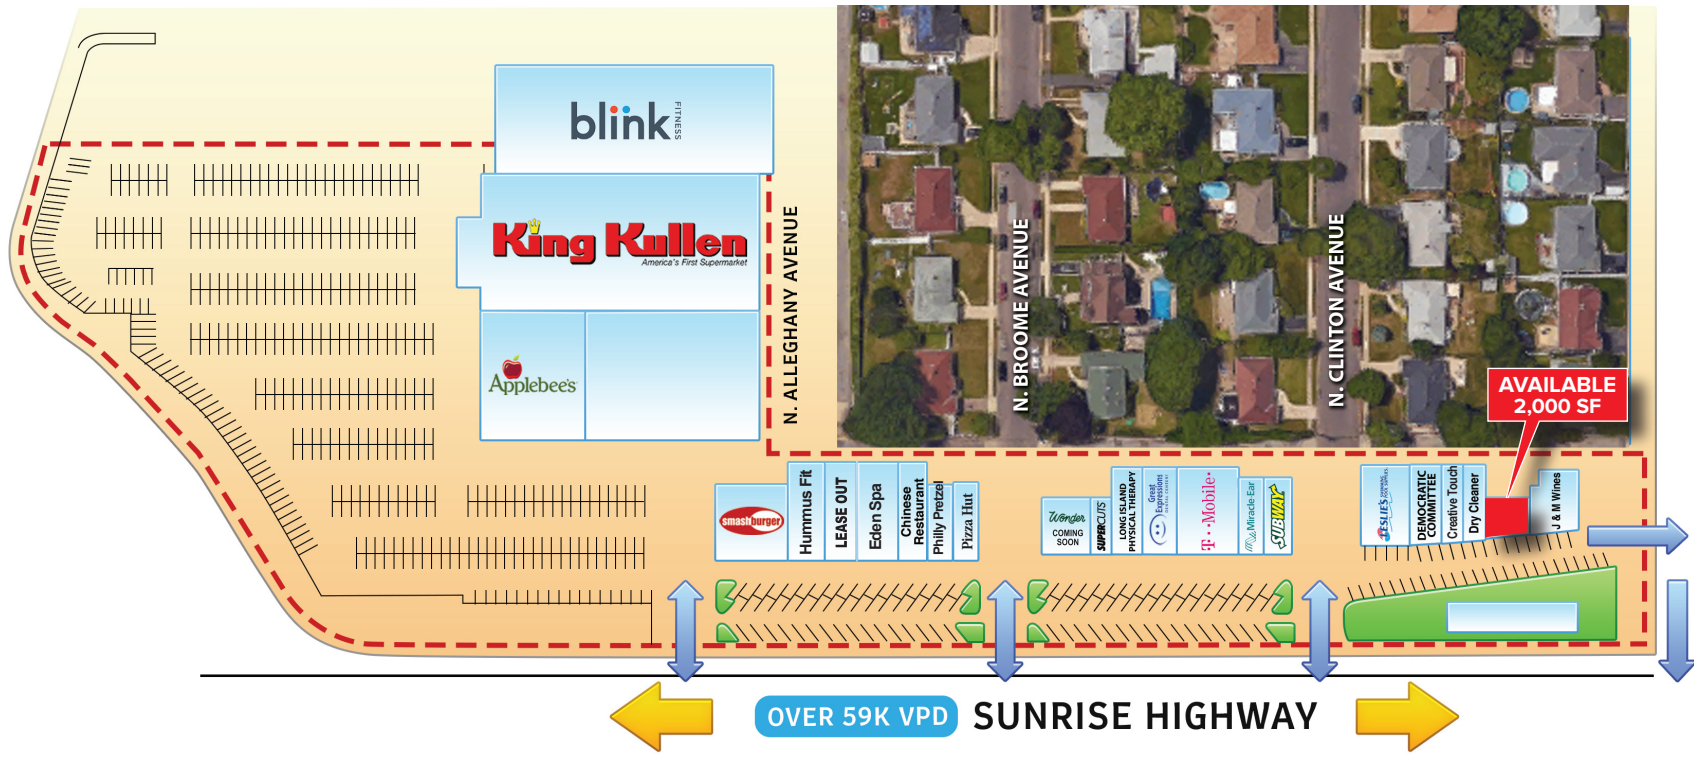 blink
FITNESS
King Kullen
America's First Supermarket
Applebee's
N. ALLEGHANY AVENUE
N. BROOME AVENUE
N. CLINTON AVENUE
AVAILABLE
2,000 SF
smashburger
Hummus Fit
LEASE OUT
Eden Spa
Chinese
Restaurant
Philly Pretzel
Pizza Hut
Wonder
COMING
SOON
SUPERCUTS
LONG ISLAND
PHYSICAL THERAPY
Great
Expressions
DENTAL CENTERS
T··Mobile·
Miracle-Ear
SUBWAY
LESLIE'S
DEMOCRATIC
COMMITTEE
Creative Touch
Dry Cleaner
J & M Wines
OVER 59K VPD
SUNRISE HIGHWAY